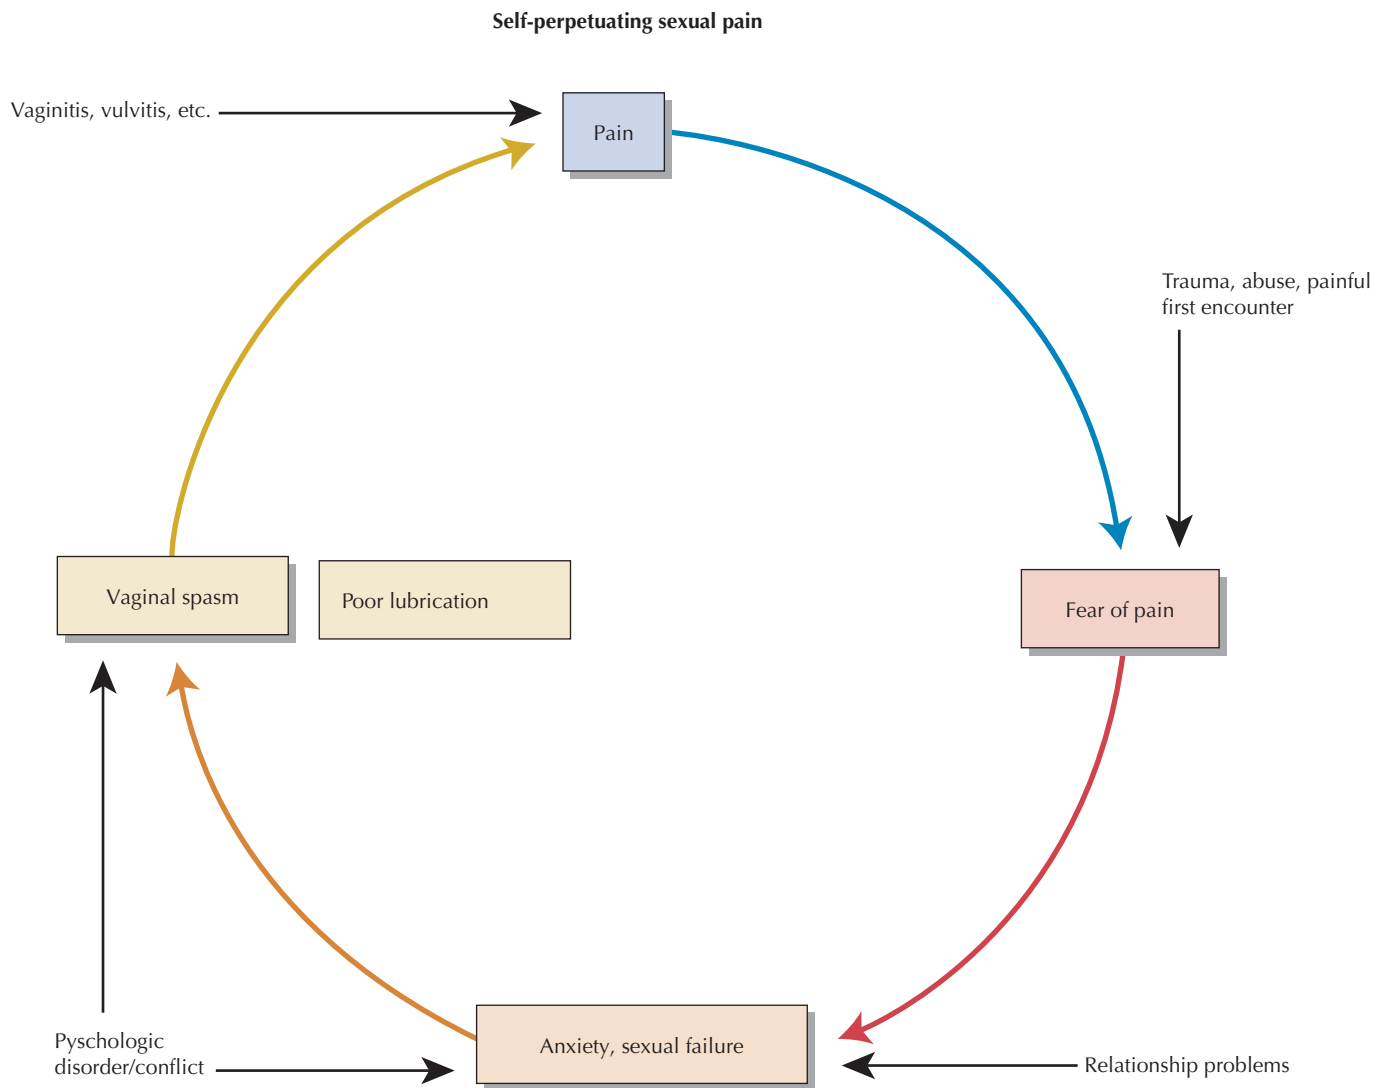 Self-perpetuating sexual pain
Vaginitis, vulvitis, etc.
Pain
Trauma, abuse, painful
first encounter
Vaginal spasm
Poor lubrication
Fear of pain
Pyschologic
disorder/conflict
Anxiety, sexual failure
Relationship problems